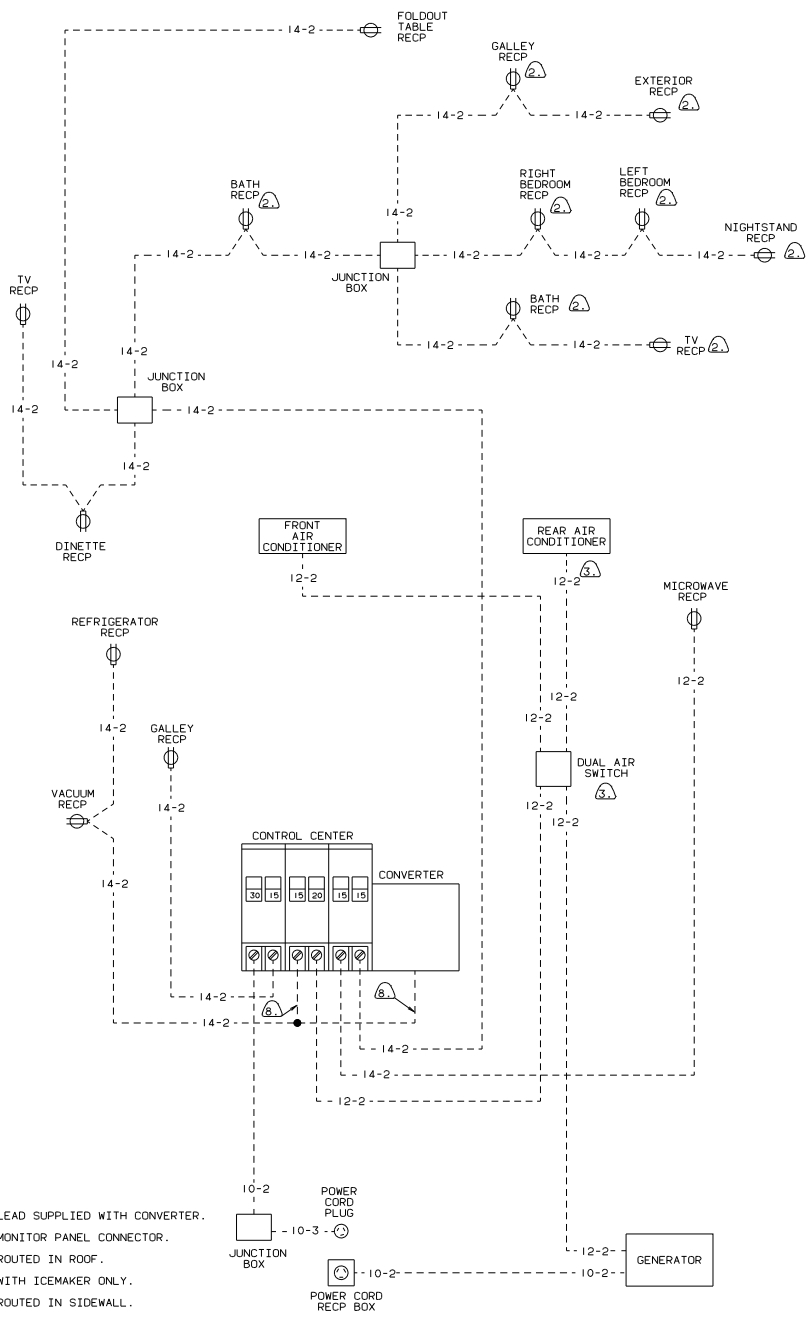 FOLDOUT
TABLE
RECP
14-2
GALLEY
RECP
2.
EXTERIOR
RECP
2.
14-2
14-2
BATH
RECP
2.
RIGHT
BEDROOM
RECP
2.
LEFT
BEDROOM
RECP
2.
14-2
NIGHTSTAND
RECP
2.
14-2
14-2
14-2
14-2
14-2
JUNCTION
BOX
TV
RECP
BATH
RECP
2.
14-2
14-2
TV
RECP
2.
14-2
14-2
JUNCTION
BOX
14-2
14-2
14-2
DINETTE
RECP
FRONT
AIR
CONDITIONER
REAR AIR
CONDITIONER
3.
12-2
12-2
MICROWAVE
RECP
REFRIGERATOR
RECP
12-2
12-2
12-2
14-2
GALLEY
RECP
DUAL AIR
SWITCH
3.
VACUUM
RECP
14-2
12-2
12-2
CONTROL CENTER
CONVERTER
14-2
30 15 15 20 15 15
14-2
8.
8.
14-2
14-2
14-2
12-2
10-2
POWER
CORD
PLUG
LEAD SUPPLIED WITH CONVERTER.
MONITOR PANEL CONNECTOR.
10-3
JUNCTION
BOX
ROUTED IN ROOF.
12-2
GENERATOR
10-2
10-2
WITH ICEMAKER ONLY.
POWER CORD
RECP BOX
ROUTED IN SIDEWALL.